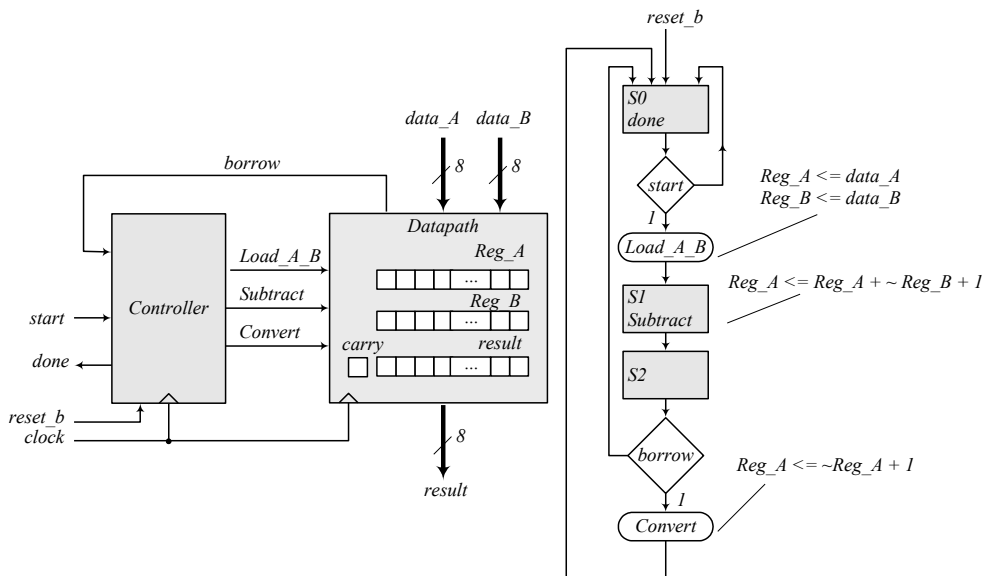 data_A data_B
8 8
borrow
Datapath
Load_A_B
Reg_A
Subtract
Controller
Reg_B
start
Convert
carry
result
done
reset_b
clock
8
result
reset_b
S0
done
start
1
Reg_A <= data_A
Reg_B <= data_B
Load_A_B
Reg_A <= Reg_A + ~ Reg_B + 1
S1
Subtract
S2
borrow
Reg_A <= ~Reg_A + 1
1
Convert
...
...
...